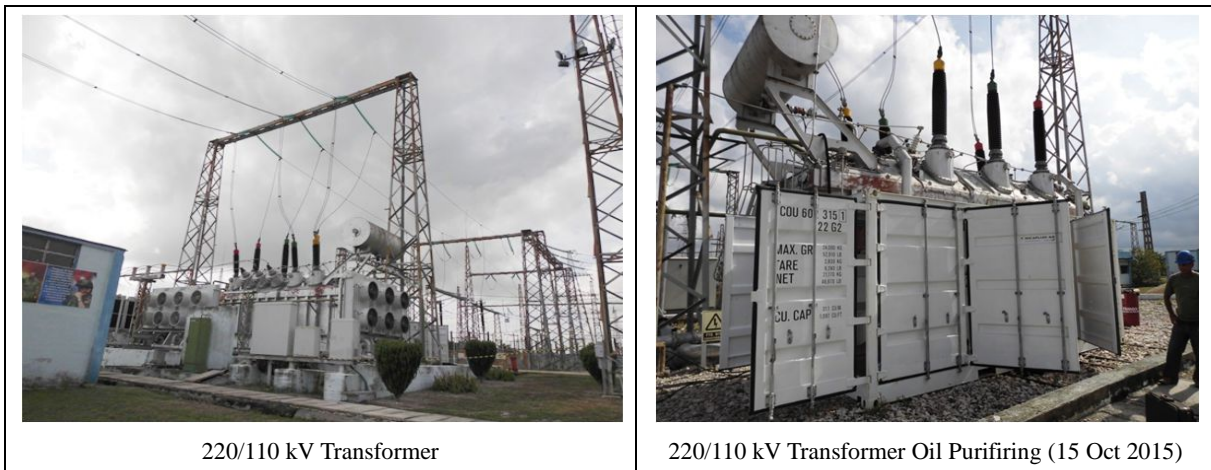 COU 60 315 1
22 G2
MAX. GR
TARE
NET
CU. CAP
220/110 kV Transformer
220/110 kV Transformer Oil Purifiring (15 Oct 2015)